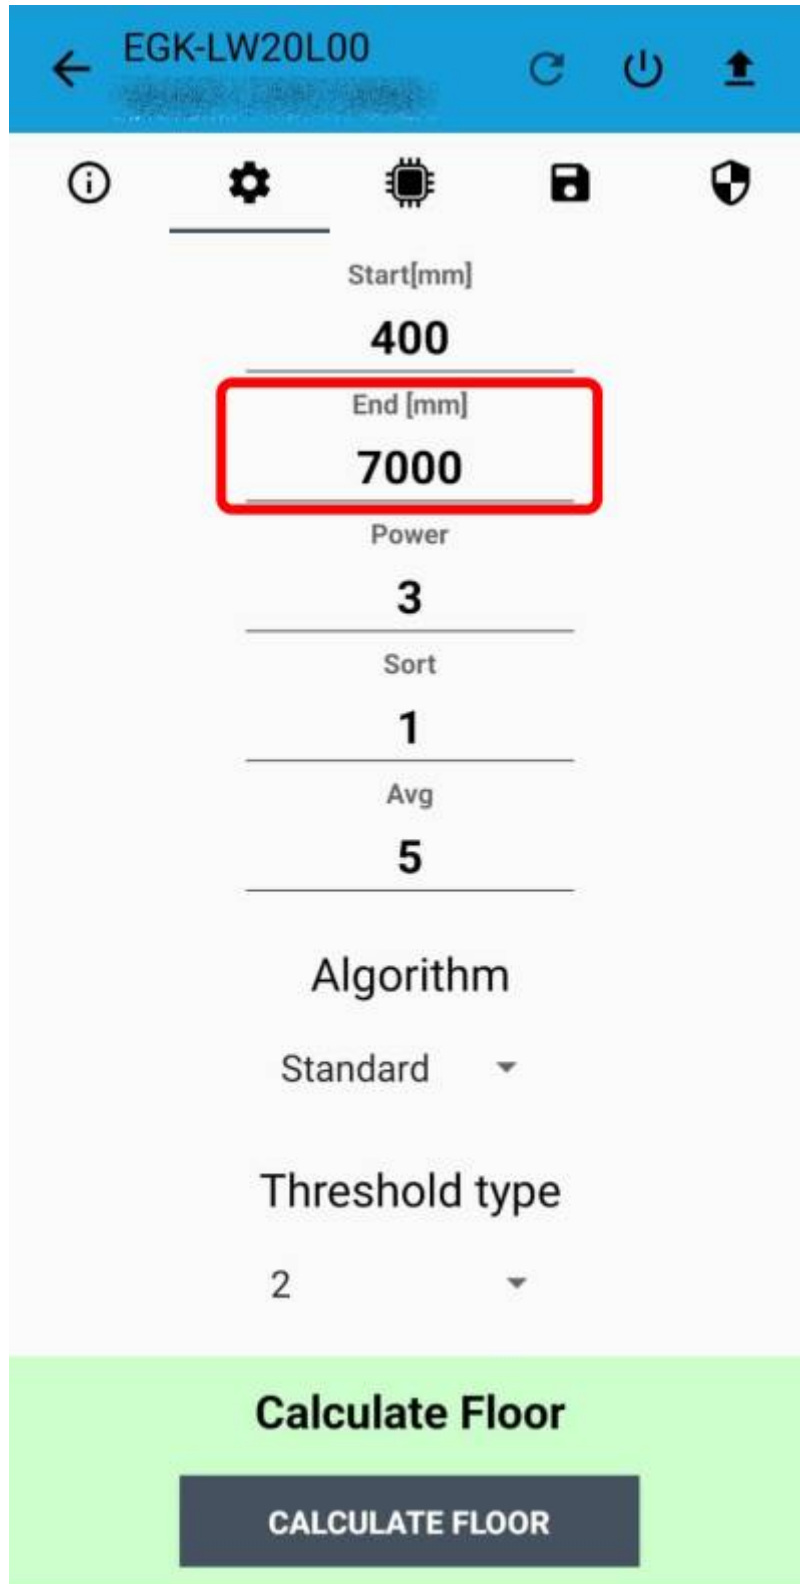 EGK-LW20L00
Start[mm]
400
End [mm]
7000
Power
3
Sort
1
Avg
5
Algorithm
Standard
Threshold type
2
Calculate Floor
CALCULATE FLOOR